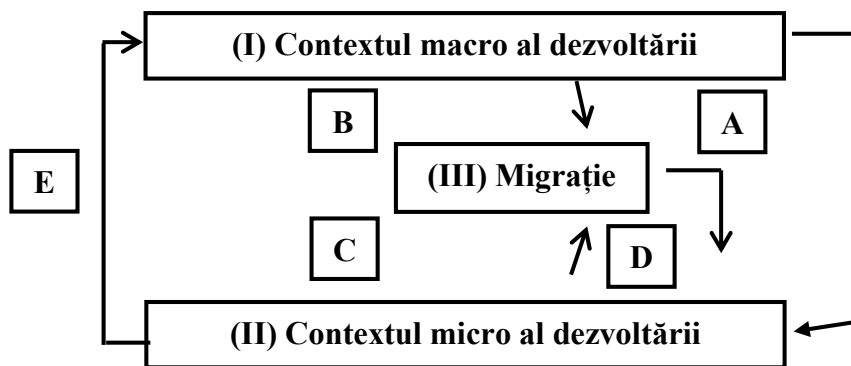 (I) Contextul macro al dezvoltării
B
A
E
(III) Migrație
C
D
(II) Contextul micro al dezvoltării